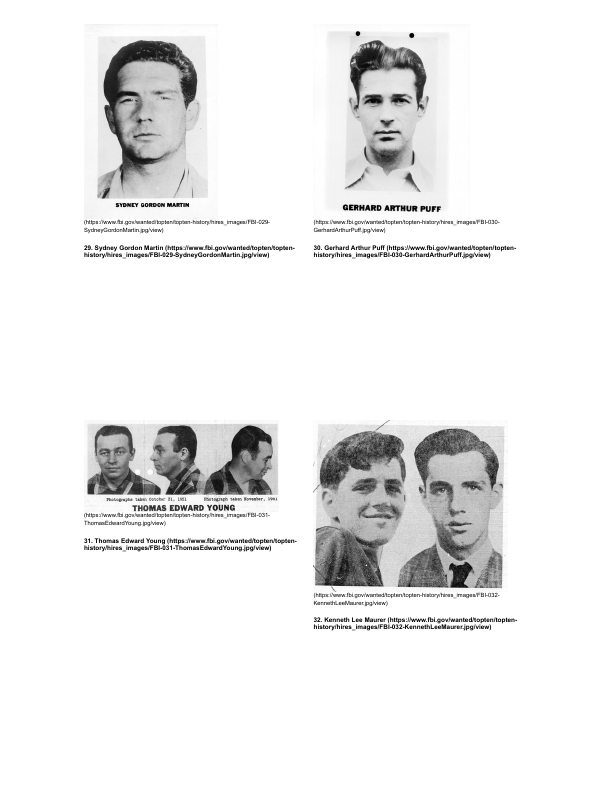 SYDNEY GORDON MARTIN
(https://www.fbi.gov/wanted/topten/topten-history/hires_images/FBI-029-
SydneyGordonMartin.jpg/view)
29. Sydney Gordon Martin (https://www.fbi.gov/wanted/topten/topten-
history/hires_images/FBI-029-SydneyGordonMartin.jpg/view)
GERHARD ARTHUR PUFF
(https://www.fbi.gov/wanted/topten/topten-history/hires_images/FBI-030-
GerhardArthurPuff.jpg/view)
30. Gerhard Arthur Puff (https://www.fbi.gov/wanted/topten/topten-
history/hires_images/FBI-030-GerhardArthurPuff.jpg/view)
Photographs taken October 31, 1951
Photograph taken November, 1941
THOMAS EDWARD YOUNG
(https://www.fbi.gov/wanted/topten/topten-history/hires_images/FBI-031-
ThomasEdwardYoung.jpg/view)
31. Thomas Edward Young (https://www.fbi.gov/wanted/topten/topten-
history/hires_images/FBI-031-ThomasEdwardYoung.jpg/view)
(https://www.fbi.gov/wanted/topten/topten-history/hires_images/FBI-032-
KennethLeeMaurer.jpg/view)
32. Kenneth Lee Maurer (https://www.fbi.gov/wanted/topten/topten-
history/hires_images/FBI-032-KennethLeeMaurer.jpg/view)